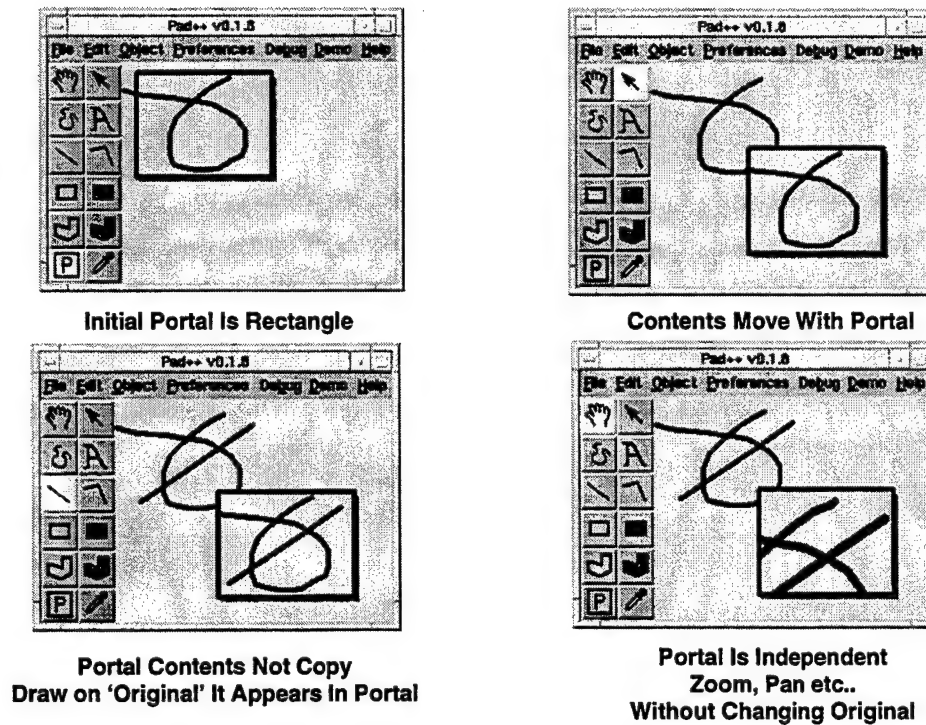 Pad++ v0.1.8
File Edit Object Preferences Debug Demo Help
A
P
Initial Portal Is Rectangle
Pad++ v0.1.8
File Edit Object Preferences Debug Demo Help
A
P
Contents Move With Portal
Pad++ v0.1.8
File Edit Object Preferences Debug Demo Help
A
P
Portal Contents Not Copy
Draw on ‘Original’ It Appears In Portal
Pad++ v0.1.8
File Edit Object Preferences Debug Demo Help
A
P
Portal Is Independent
Zoom, Pan etc..
Without Changing Original